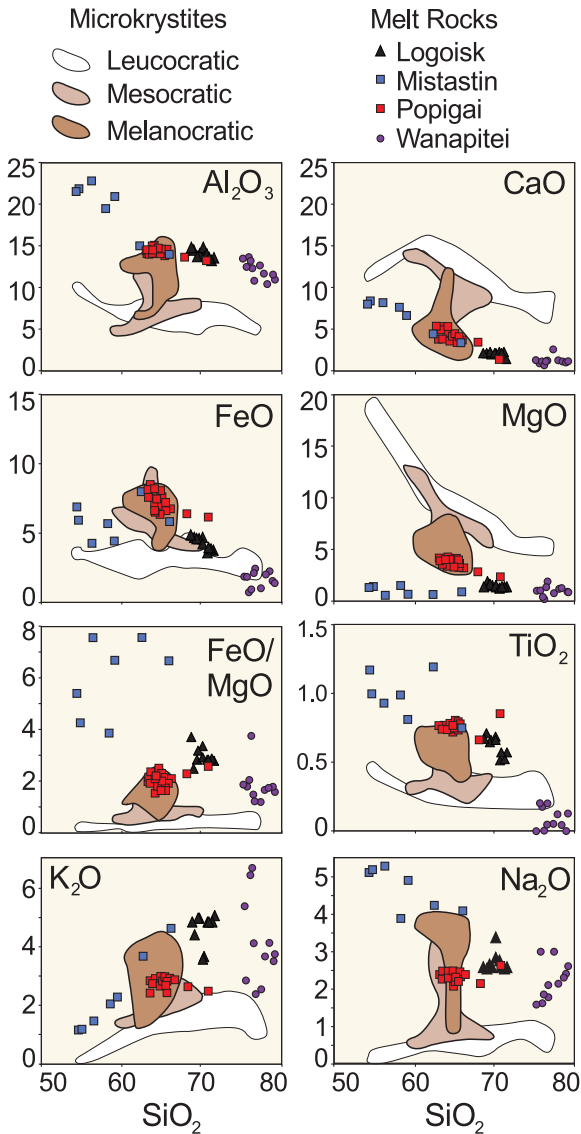 Microkrystites
Leucocratic
Mesocratic
Melanocratic
Melt Rocks
Logoisk
Mistastin
Popigai
Wanapitei
Al₂O₃
25
20
15
10
5
0
CaO
25
20
15
10
5
0
FeO
15
10
5
0
MgO
20
15
10
5
0
FeO/
MgO
8
6
4
2
0
TiO₂
1.5
1.0
0.5
0
K₂O
6
4
2
0
50 60 70 80
SiO₂
Na₂O
5
4
3
2
1
0
50 60 70 80
SiO₂